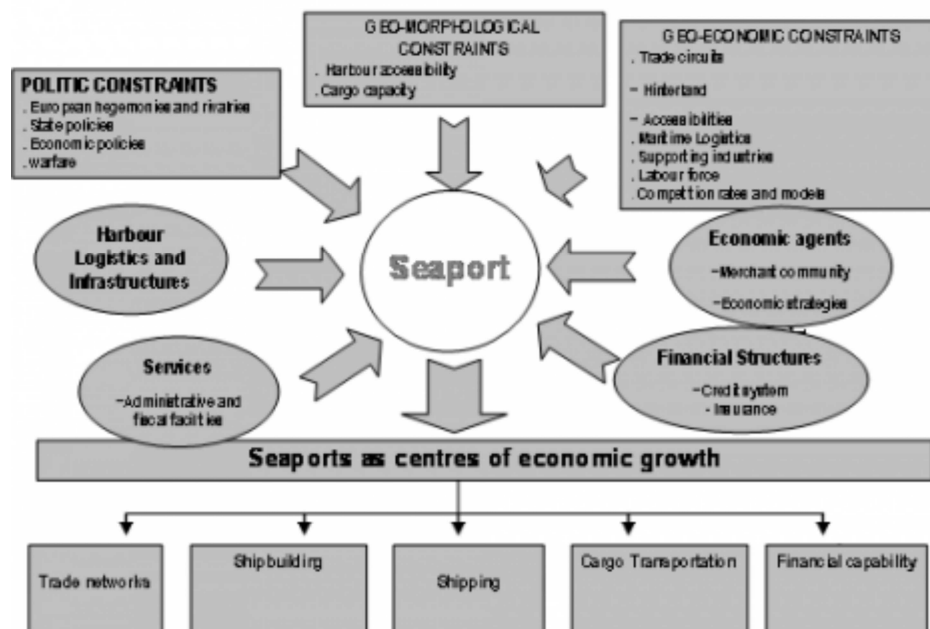 GEO-MORPHOLOGICAL
CONSTRAINTS
. Harbour accessibility
. Cargo capacity
GEO-ECONOMIC CONSTRAINTS
. Trade circuits
– Hinterland
– Accessibilities
. Maritime Logistics
. Supporting industries
. Labour force
. Competition rates and models
POLITIC CONSTRAINTS
. European hegemonies and rivalries
. State policies
. Economic policies
. warfare
Harbour
Logistics and
Infrastructures
Seaport
Economic agents
–Merchant community
–Economic strategies
Services
–Administrative and
fiscal facilities
Financial Structures
–Credit system
- Insurance
Seaports as centres of economic growth
Trade networks
Shipbuilding
Shipping
Cargo Transportation
Financial capability